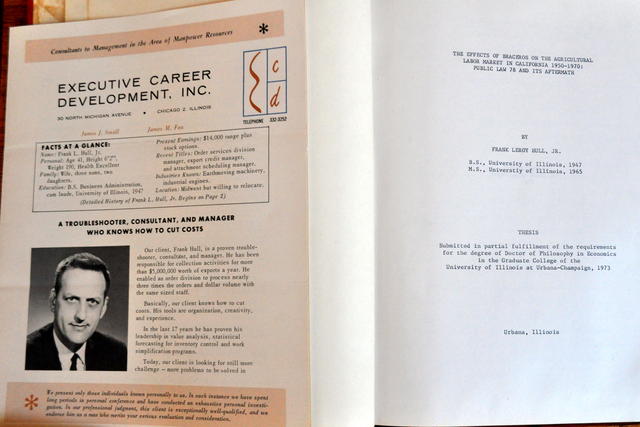 Consultants to Management in the Area of Manpower Resources *
EXECUTIVE CAREER
DEVELOPMENT, INC.
30 NORTH MICHIGAN AVENUE • CHICAGO 2, ILLINOIS
c
d
TELEPHONE 332-3252
James J. Small James M. Fox
FACTS AT A GLANCE:
Name: Frank L. Hull, Jr.
Personal: Age 41, Height 6'2",
Weight 190, Health Excellent
Family: Wife, three sons, two
daughters.
Education: B.S. Business Administration,
cum laude, University of Illinois, 1947
Present Earnings: $14,000 range plus
stock options.
Recent Titles: Order services division
manager, export credit manager,
and attachment scheduling manager.
Industries Known: Earthmoving machinery,
industrial engines.
Location: Midwest but willing to relocate.
(Detailed History of Frank L. Hull, Jr. Begins on Page 2)
A TROUBLESHOOTER, CONSULTANT, AND MANAGER
WHO KNOWS HOW TO CUT COSTS
Our client, Frank Hull, is a proven trouble-
shooter, consultant, and manager. He has been
responsible for collection activities for more
than $5,000,000 worth of exports a year. He
enabled an order division to process nearly
three times the orders and dollar volume with
the same sized staff.
Basically, our client knows how to cut
costs. His tools are organization, creativity,
and experience.
In the last 17 years he has proven his
leadership in value analysis, statistical
forecasting for inventory control and work
simplification programs.
Today, our client is looking for still more
challenge – more problems to be solved in
* We present only those individuals known personally to us. In each instance we have spent
long periods in personal conference and have conducted an exhaustive personal investi-
gation. In our professional judgment, this client is exceptionally well-qualified, and we
endorse him as a man who merits your serious evaluation and consideration.
THE EFFECTS OF BRACEROS ON THE AGRICULTURAL
LABOR MARKET IN CALIFORNIA 1950-1970:
PUBLIC LAW 78 AND ITS AFTERMATH
BY
FRANK LEROY HULL, JR.
B.S., University of Illinois, 1947
M.S., University of Illinois, 1965
THESIS
Submitted in partial fulfillment of the requirements
for the degree of Doctor of Philosophy in Economics
in the Graduate College of the
University of Illinois at Urbana-Champaign, 1973
Urbana, Illinois